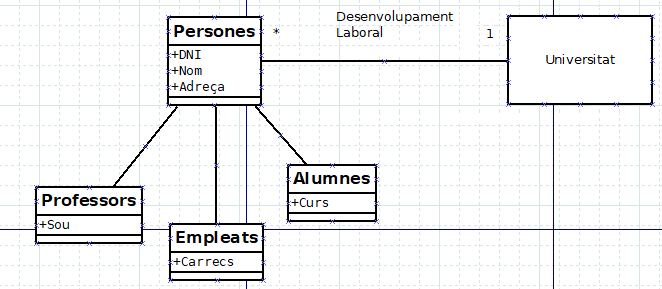 Persones
+DNI
+Nom
+Adreça
*
Desenvolupament
Laboral
1
Universitat
Professors
+Sou
Empleats
+Carrecs
Alumnes
+Curs